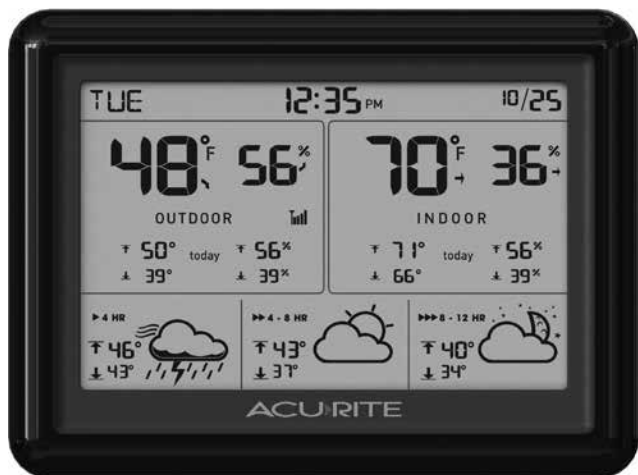 TUE 12:35 PM 10/25
48°F 56% 70°F 36%
OUTDOOR INDOOR
50° today 56% 71° today 56%
39° 39% 66° 39%
4 HR 4 - 8 HR 8 - 12 HR
46° 43° 40°
43° 37° 34°
ACURITE